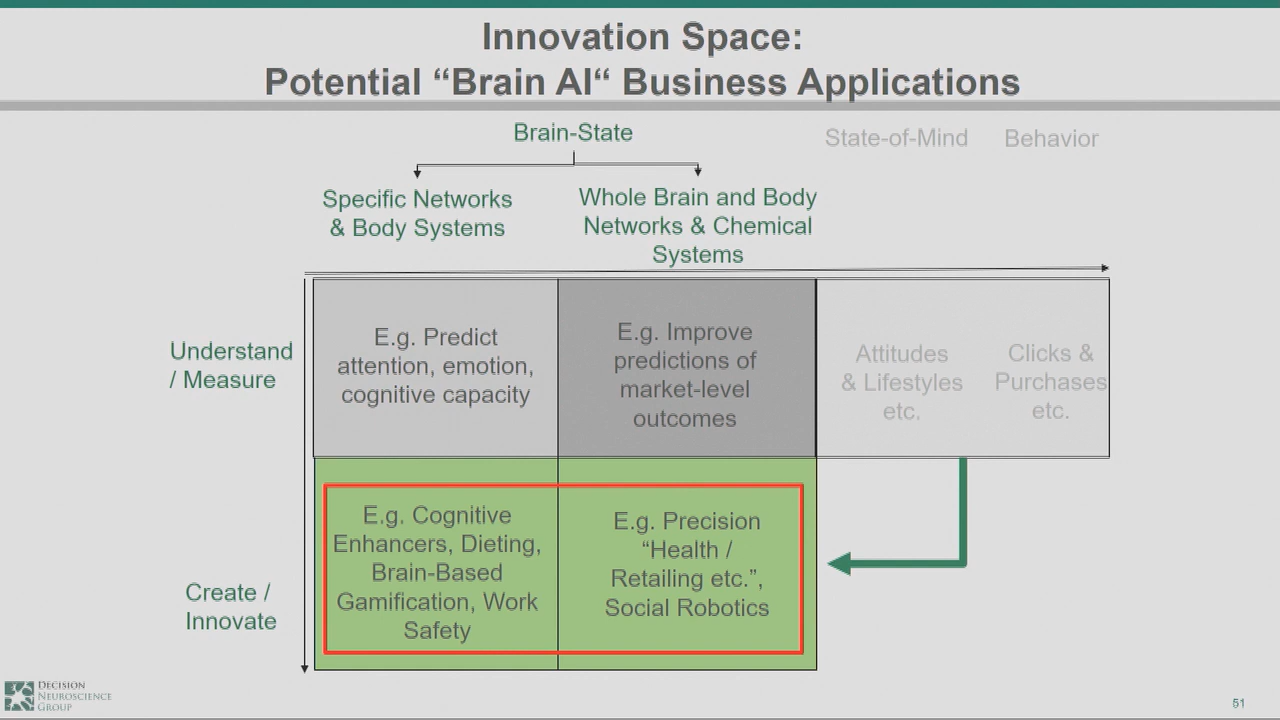 Innovation Space:
Potential “Brain AI“ Business Applications
Brain-State
State-of-Mind
Behavior
Specific Networks
& Body Systems
Whole Brain and Body
Networks & Chemical
Systems
Understand
/ Measure
E.g. Predict
attention, emotion,
cognitive capacity
E.g. Improve
predictions of
market-level
outcomes
Attitudes
& Lifestyles
etc.
Clicks &
Purchases
etc.
Create /
Innovate
E.g. Cognitive
Enhancers, Dieting,
Brain-Based
Gamification, Work
Safety
E.g. Precision
“Health /
Retailing etc.”,
Social Robotics
DECISION
NEUROSCIENCE
GROUP
51